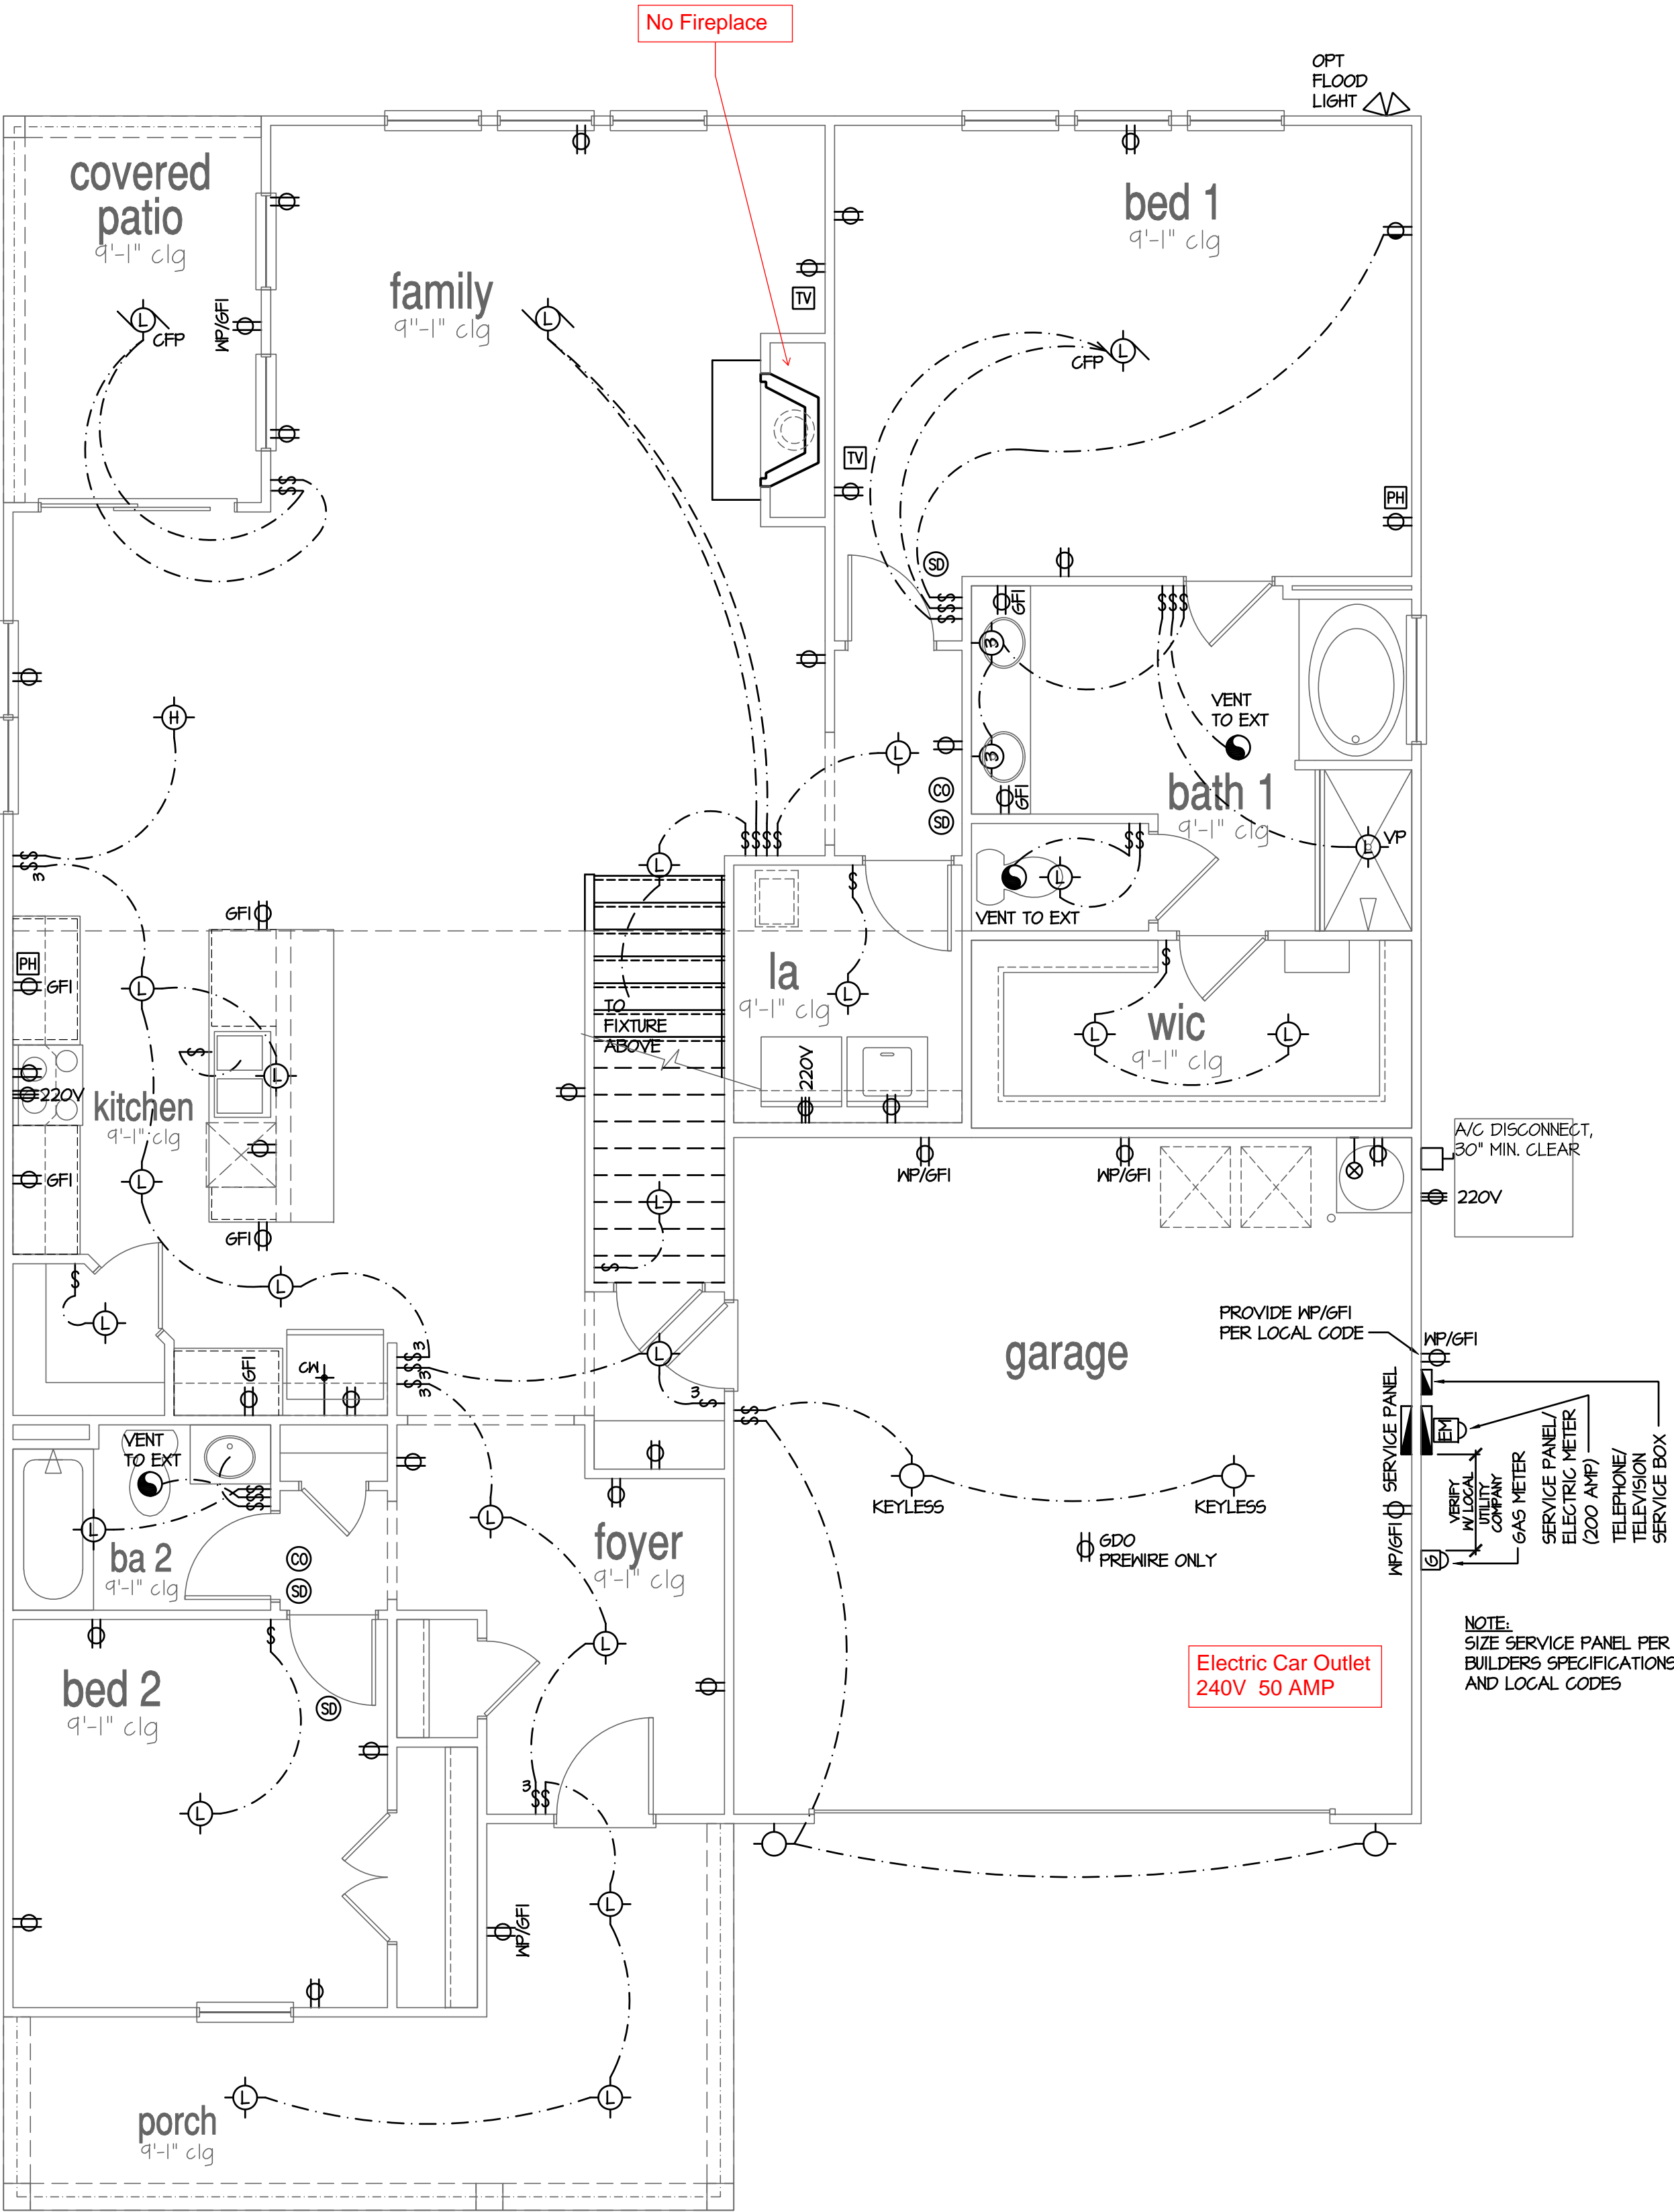 No Fireplace
OPT
FLOOD
LIGHT
covered
patio
9'-1" clg
CFP
WP/GFI
family
9"-1" clg
TV
bed 1
9'-1" clg
L
L
L
CFP
TV
PH
SD
S
S
S
S
S
GFI
S
S
S
3
3
GFI
VENT
TO EXT
bath 1
9'-1" clg
L
VP
H
L
CO
SD
S
S
3
S
S
S
S
L
S
S
S
L
VENT TO EXT
GFI
PH
GFI
L
la
9'-1" clg
L
TO
FIXTURE
ABOVE
S
wic
9'-1" clg
L
L
S
L
220V
kitchen
9'-1" clg
220V
GFI
L
GFI
L
S
WP/GFI
WP/GFI
A/C DISCONNECT,
30" MIN. CLEAR
220V
S
L
L
CW
GFI
S
S
S
3
3
3
L
3
S
garage
PROVIDE WP/GFI
PER LOCAL CODE
WP/GFI
SERVICE PANEL
EM
S
S
KEYLESS
KEYLESS
GDO
PREWIRE ONLY
WP/GFI
VERIFY
W/ LOCAL
UTILITY
COMPANY
G
GAS METER
SERVICE PANEL/
ELECTRIC METER
(200 AMP)
TELEPHONE/
TELEVISION
SERVICE BOX
VENT
TO EXT
S
S
S
L
ba 2
9'-1" clg
CO
SD
L
foyer
9'-1" clg
L
NOTE:
SIZE SERVICE PANEL PER
BUILDERS SPECIFICATIONS
AND LOCAL CODES
Electric Car Outlet
240V 50 AMP
S
bed 2
9'-1" clg
SD
L
3
S
S
L
WP/GFI
L
L
porch
9'-1" clg